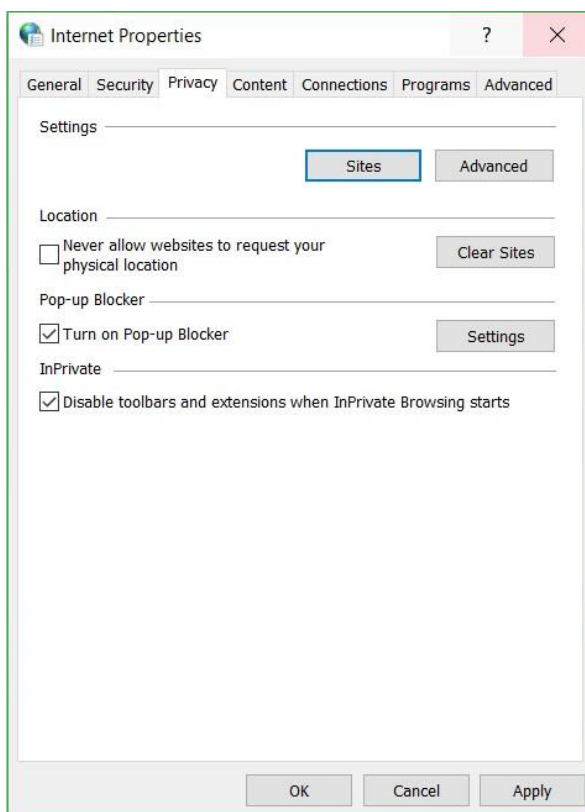 Internet Properties
?
General Security Privacy Content Connections Programs Advanced
Settings
Sites Advanced
Location
Never allow websites to request your
physical location
Clear Sites
Pop-up Blocker
Turn on Pop-up Blocker
Settings
InPrivate
Disable toolbars and extensions when InPrivate Browsing starts
OK Cancel Apply